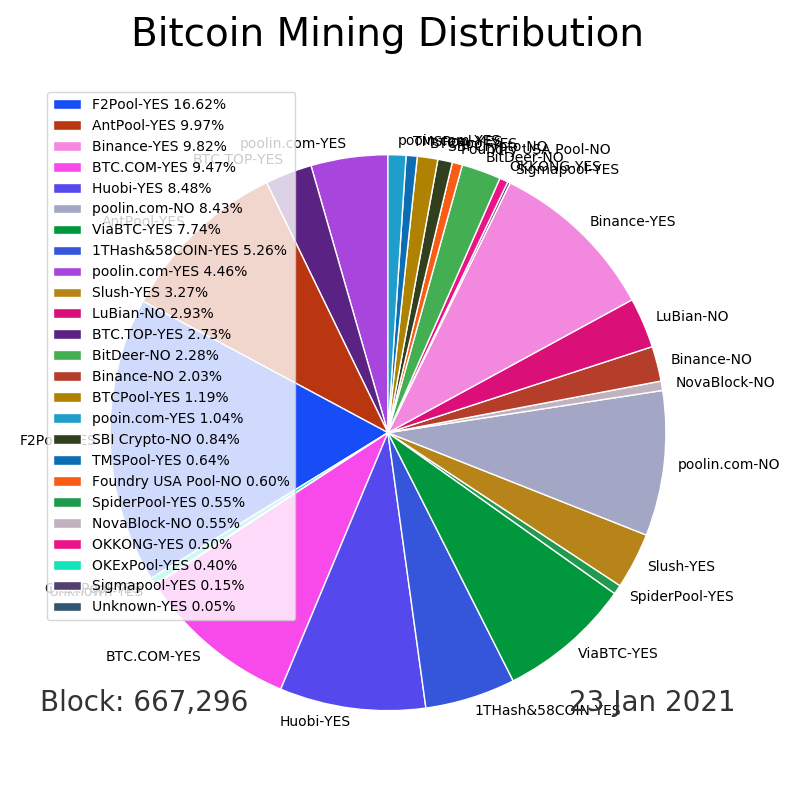 Bitcoin Mining Distribution
F2Pool-YES 16.62%
AntPool-YES 9.97%
Binance-YES 9.82%
BTC.COM-YES 9.47%
Huobi-YES 8.48%
poolin.com-NO 8.43%
ViaBTC-YES 7.74%
1THash&58COIN-YES 5.26%
poolin.com-YES 4.46%
Slush-YES 3.27%
LuBian-NO 2.93%
BTC.TOP-YES 2.73%
BitDeer-NO 2.28%
Binance-NO 2.03%
BTCPool-YES 1.19%
pooin.com-YES 1.04%
SBI Crypto-NO 0.84%
TMSPool-YES 0.64%
Foundry USA Pool-NO 0.60%
SpiderPool-YES 0.55%
NovaBlock-NO 0.55%
OKKONG-YES 0.50%
OKExPool-YES 0.40%
Sigmapool-YES 0.15%
Unknown-YES 0.05%
poolin.com-YES
BTC.TOP-YES
AntPool-YES
F2Pool-YES
Unknown-YES
BTC.COM-YES
Huobi-YES
1THash&58COIN-YES
ViaBTC-YES
SpiderPool-YES
Slush-YES
poolin.com-NO
NovaBlock-NO
Binance-NO
LuBian-NO
Binance-YES
Sigmapool-YES
OKKONG-YES
BitDeer-NO
Foundry USA Pool-NO
Block: 667,296
23 Jan 2021